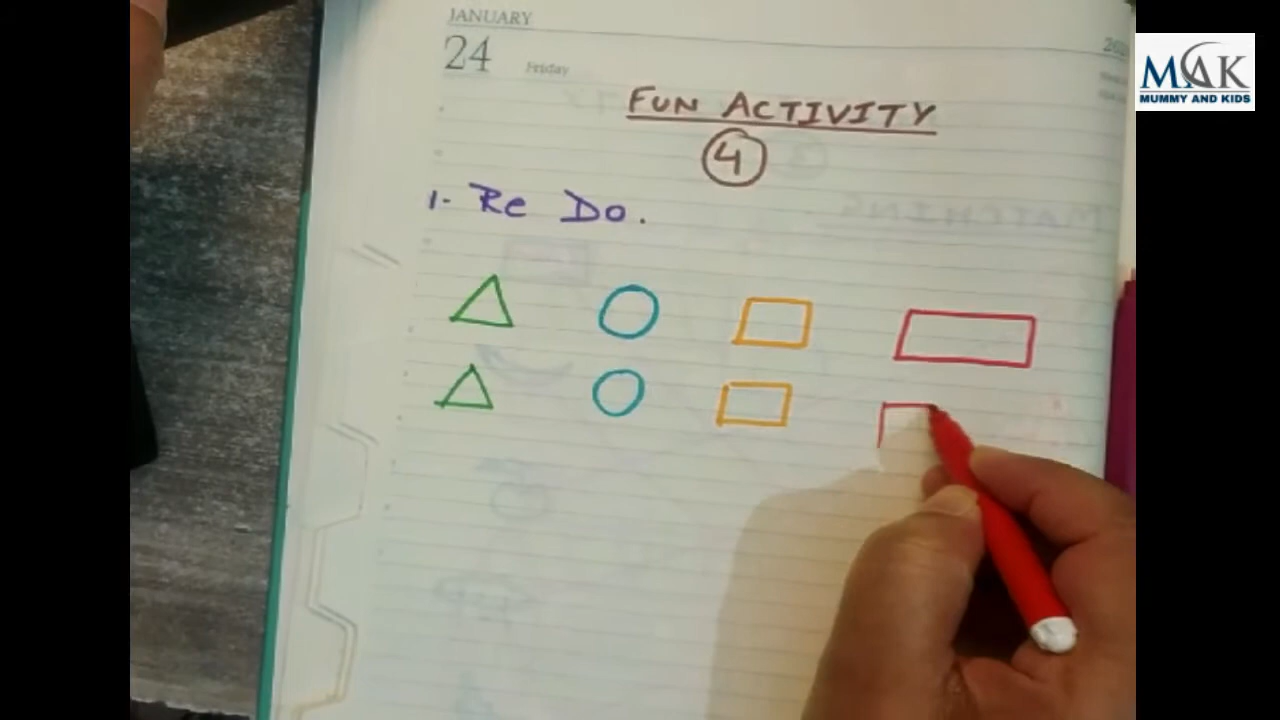 JANUARY
24 Friday
FUN ACTIVITY
4
1- Re Do.
MAK
MUMMY AND KIDS